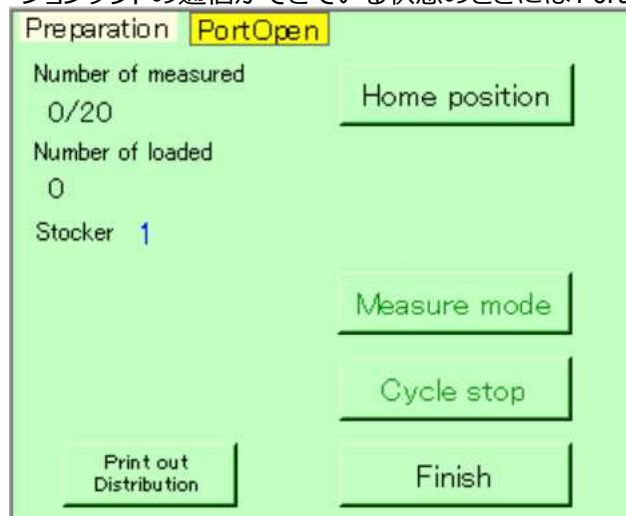 Preparation PortOpen
Number of measured
0/20
Home position
Number of loaded
0
Stocker 1
Measure mode
Cycle stop
Print out
Distribution
Finish